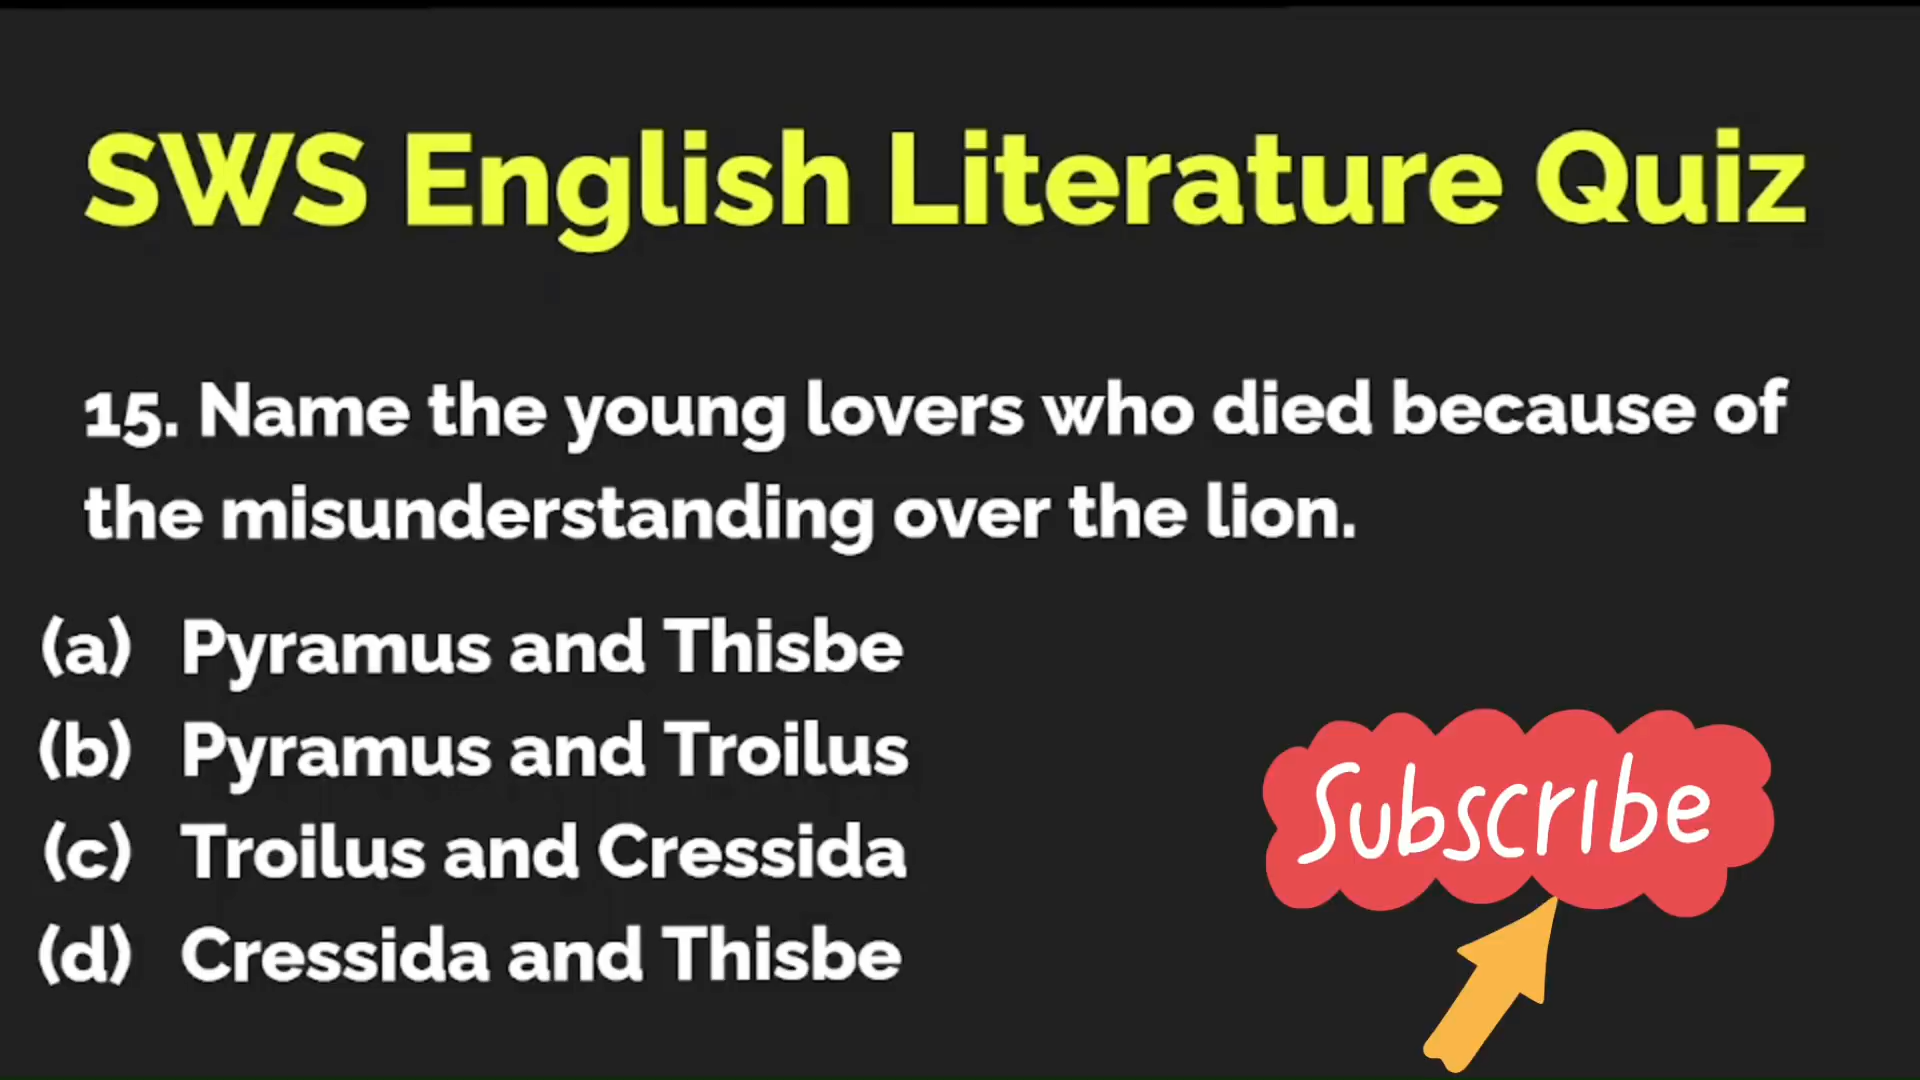 SWS English Literature Quiz
15. Name the young lovers who died because of
the misunderstanding over the lion.
(a) Pyramus and Thisbe
(b) Pyramus and Troilus
(c) Troilus and Cressida
(d) Cressida and Thisbe
Subscribe